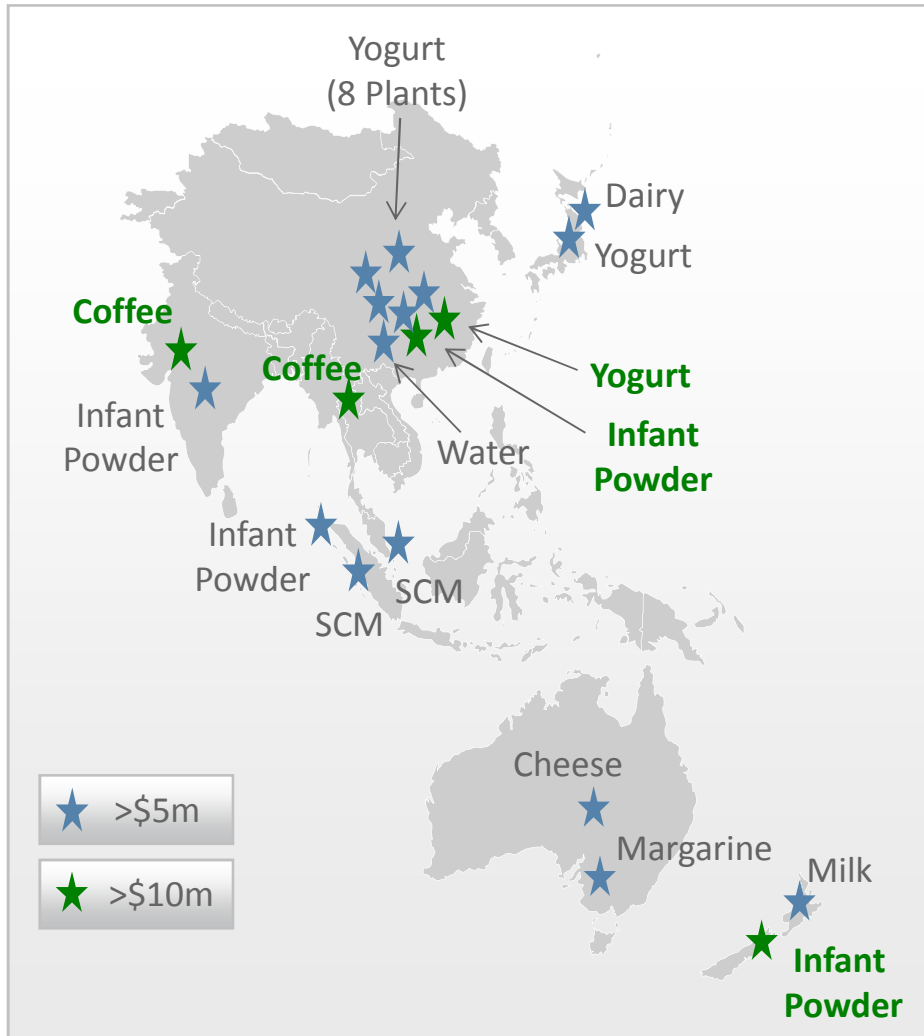 Yogurt
(8 Plants)
Dairy
Yogurt
Coffee
Coffee
Yogurt
Infant
Powder
Infant
Powder
Water
Infant
Powder
SCM
SCM
Cheese
>$5m
Margarine
Milk
>$10m
Infant
Powder